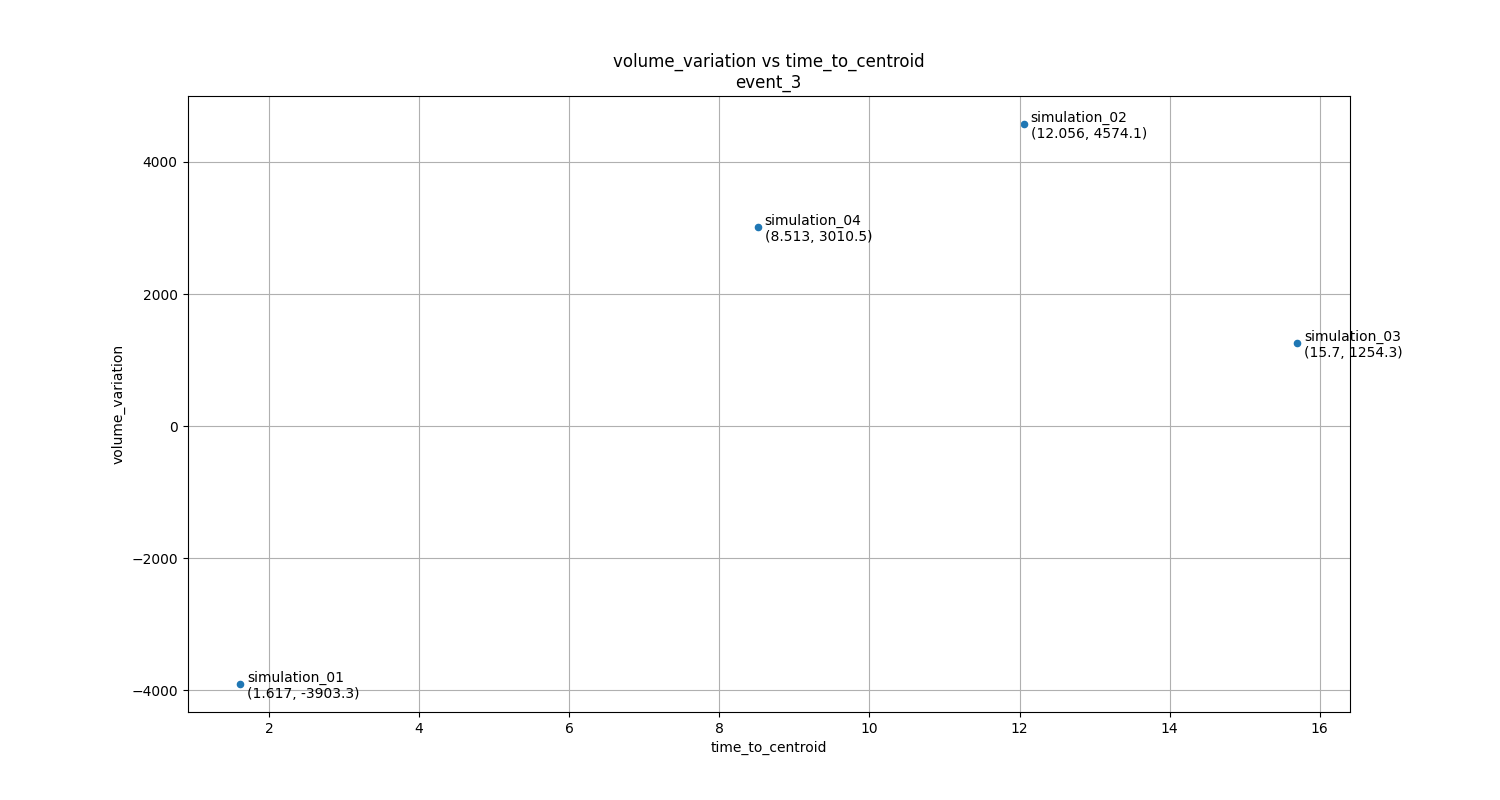 volume_variation vs time_to_centroid
event_3
simulation_02
(12.056, 4574.1)
4000
simulation_04
(8.513, 3010.5)
2000
simulation_03
(15.7, 1254.3)
volume_variation
0
−2000
simulation_01
(1.617, -3903.3)
−4000
2 4 6 8 10 12 14 16
time_to_centroid